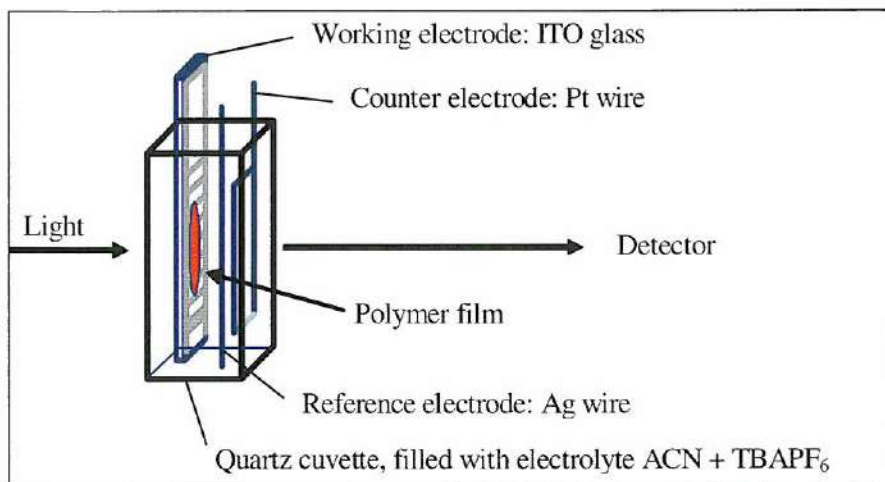 Working electrode: ITO glass
Counter electrode: Pt wire
Light
Detector
Polymer film
Reference electrode: Ag wire
Quartz cuvette, filled with electrolyte ACN + TBAPF₆